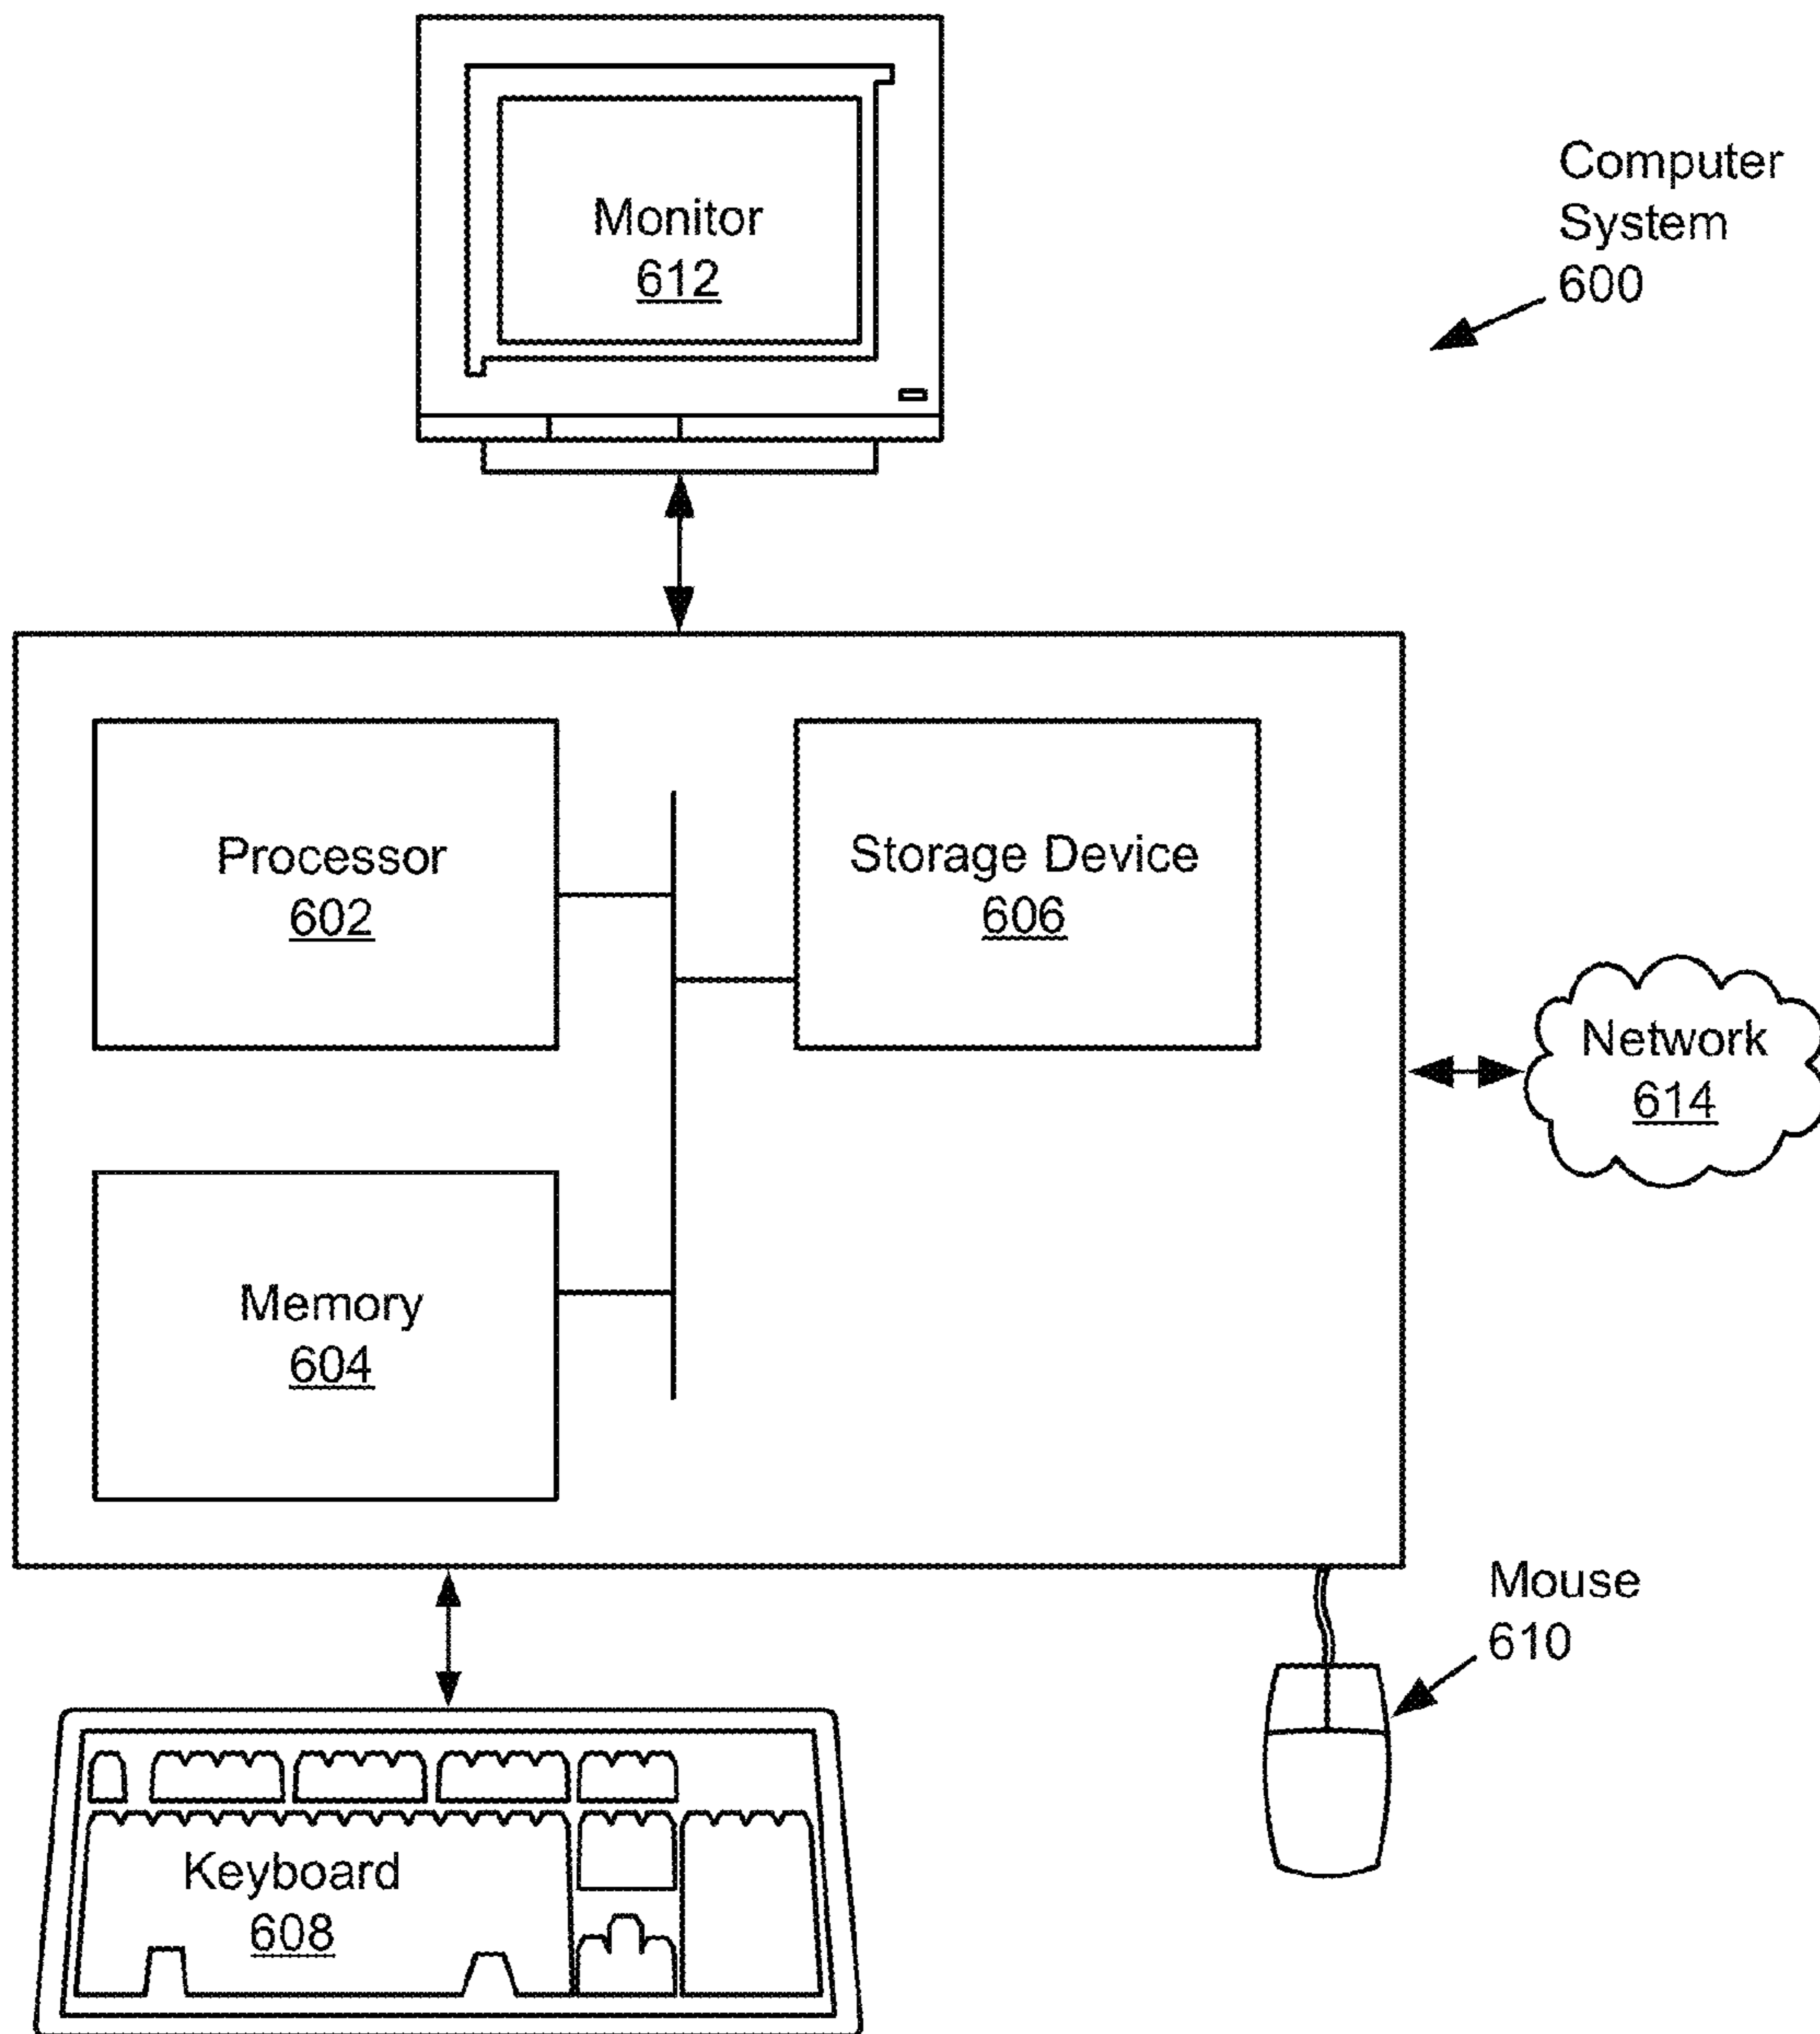 Monitor
612
Computer
System
600
Processor
602
Storage Device
606
Network
614
Memory
604
Mouse
610
Keyboard
608